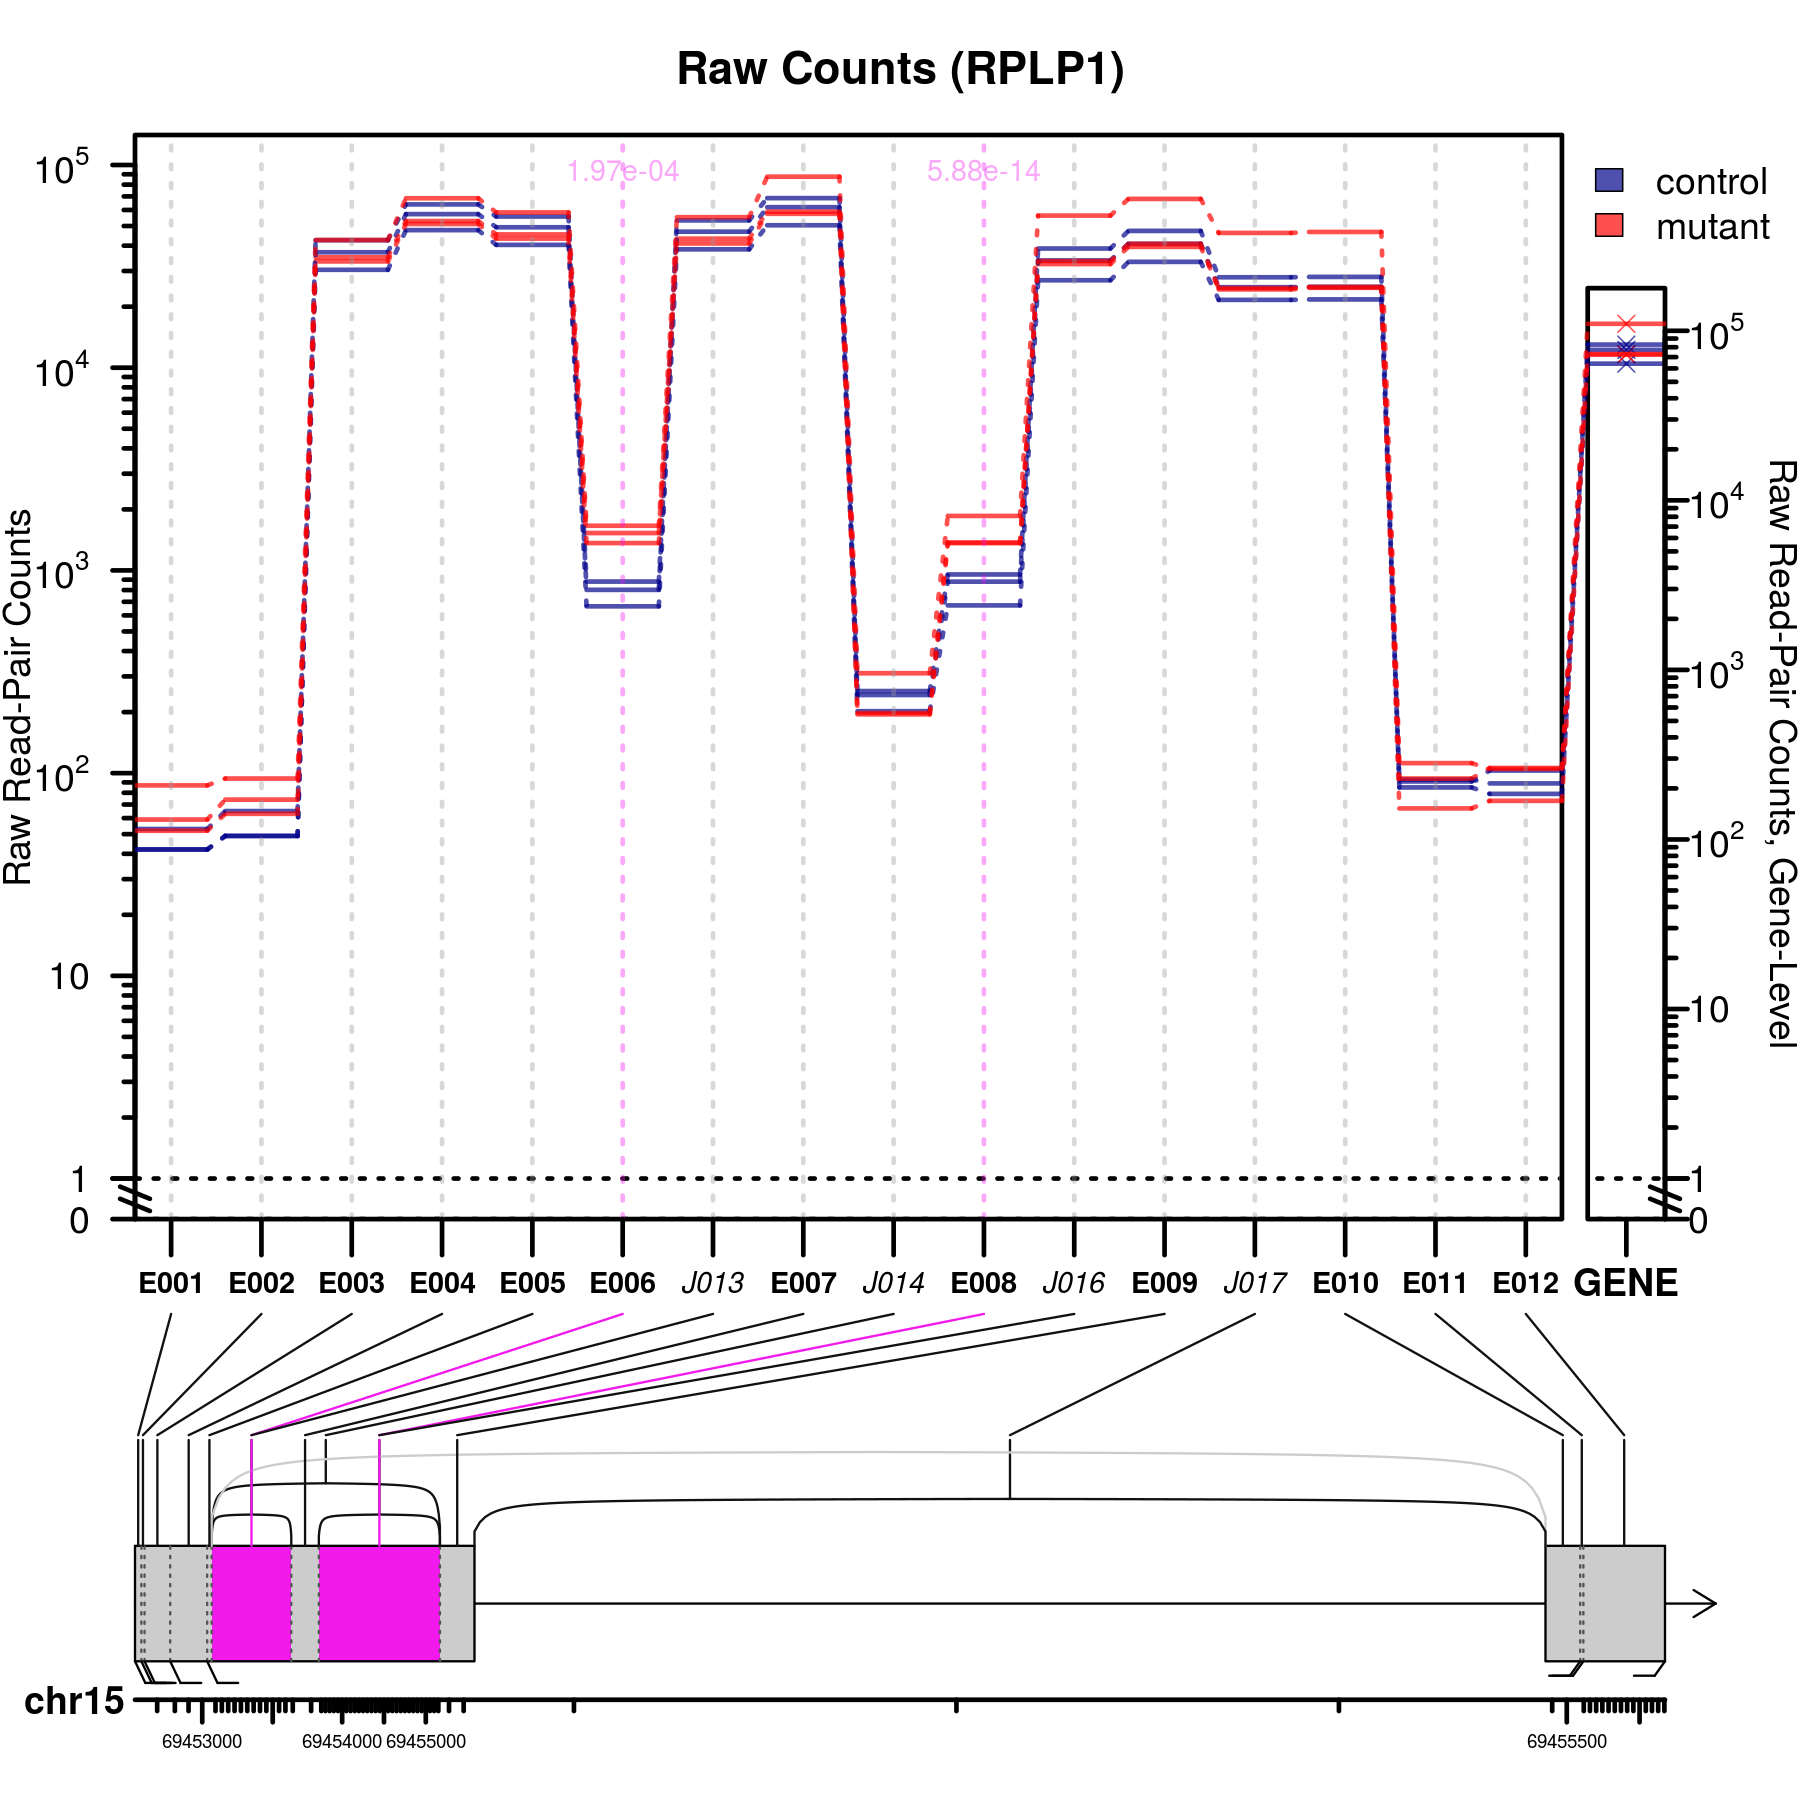 Raw Counts (RPLP1)
1.97e-04 5.88e-14
control
mutant
Raw Read-Pair Counts
10^5
10^4
10^3
10^2
10
1
0
10^5
10^4
10^3
10^2
10
1
0
Raw Read-Pair Counts, Gene-Level
E001 E002 E003 E004 E005 E006 J013 E007 J014 E008 J016 E009 J017 E010 E011 E012 GENE
chr15
69453000 69454000 69455000 69455500